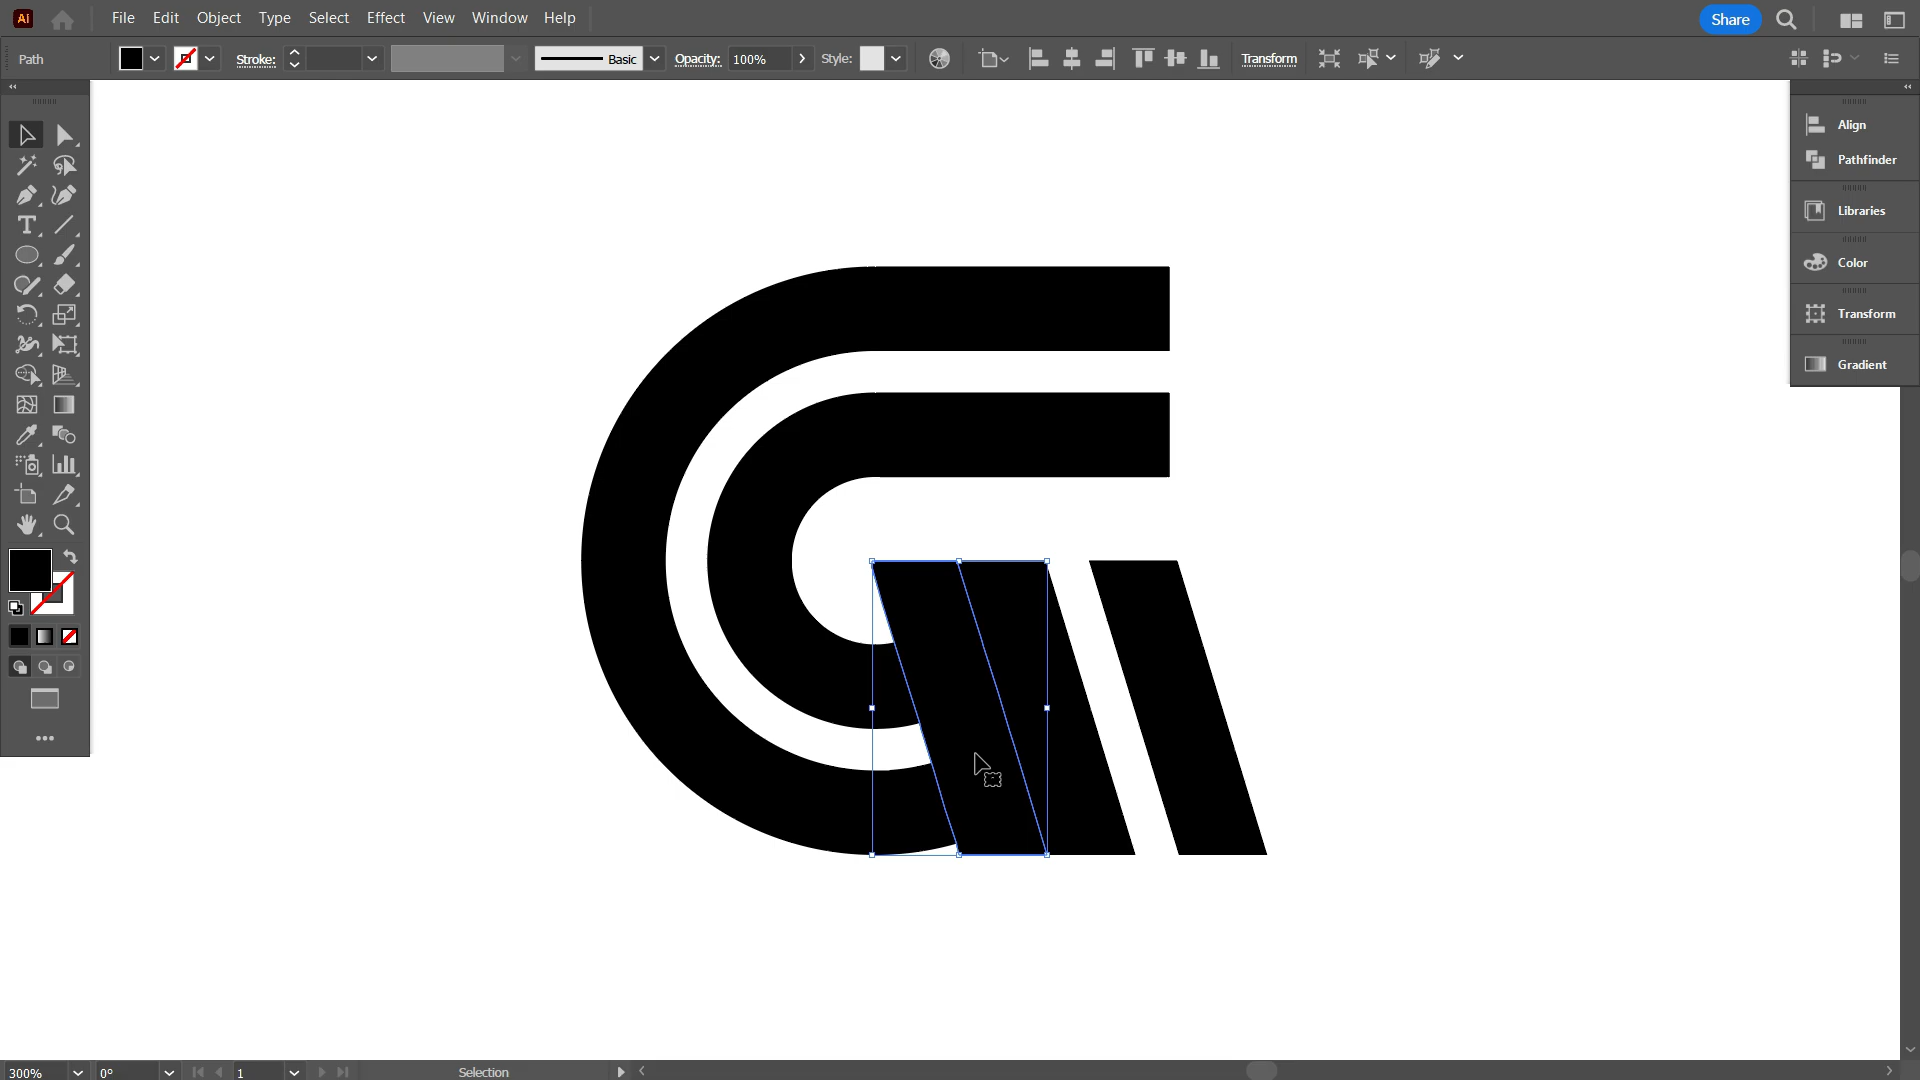 Ai File Edit Object Type Select Effect View Window Help Share
Path Stroke: Basic Opacity: 100% Style: Transform
Align
Pathfinder
Libraries
Color
Transform
Gradient
300% 0° 1 Selection